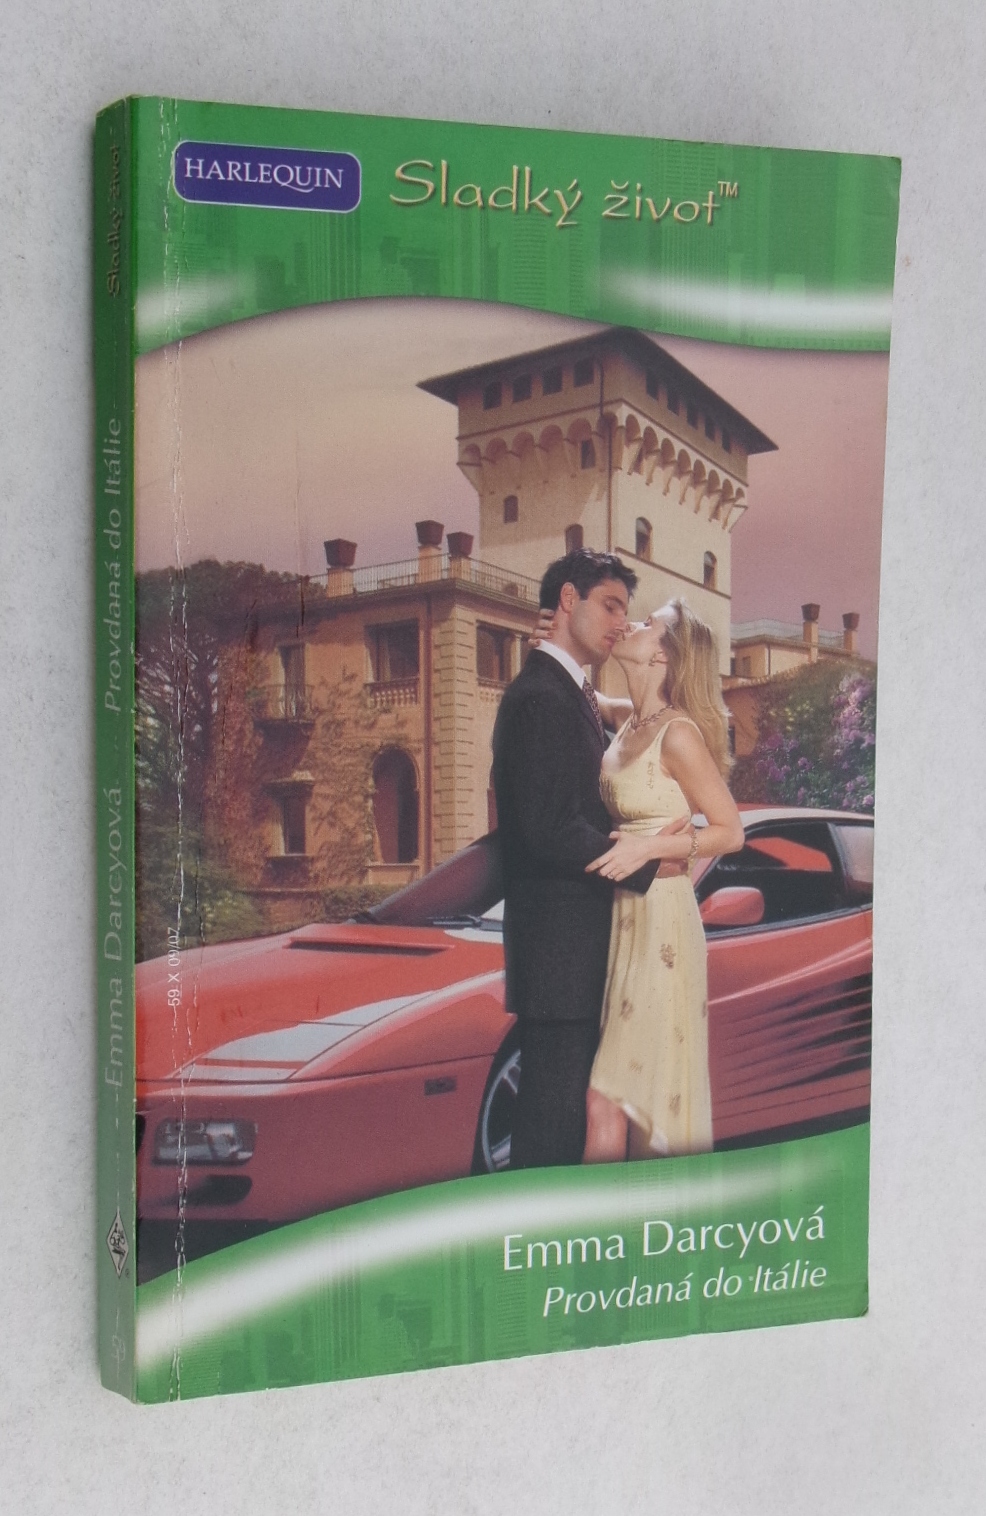 HARLEQUIN
Sladký život™
59 X 09/07
Emma Darcyová
Provdaná do Itálie
Emma Darcyová
Provdaná do Itálie
Sladký život